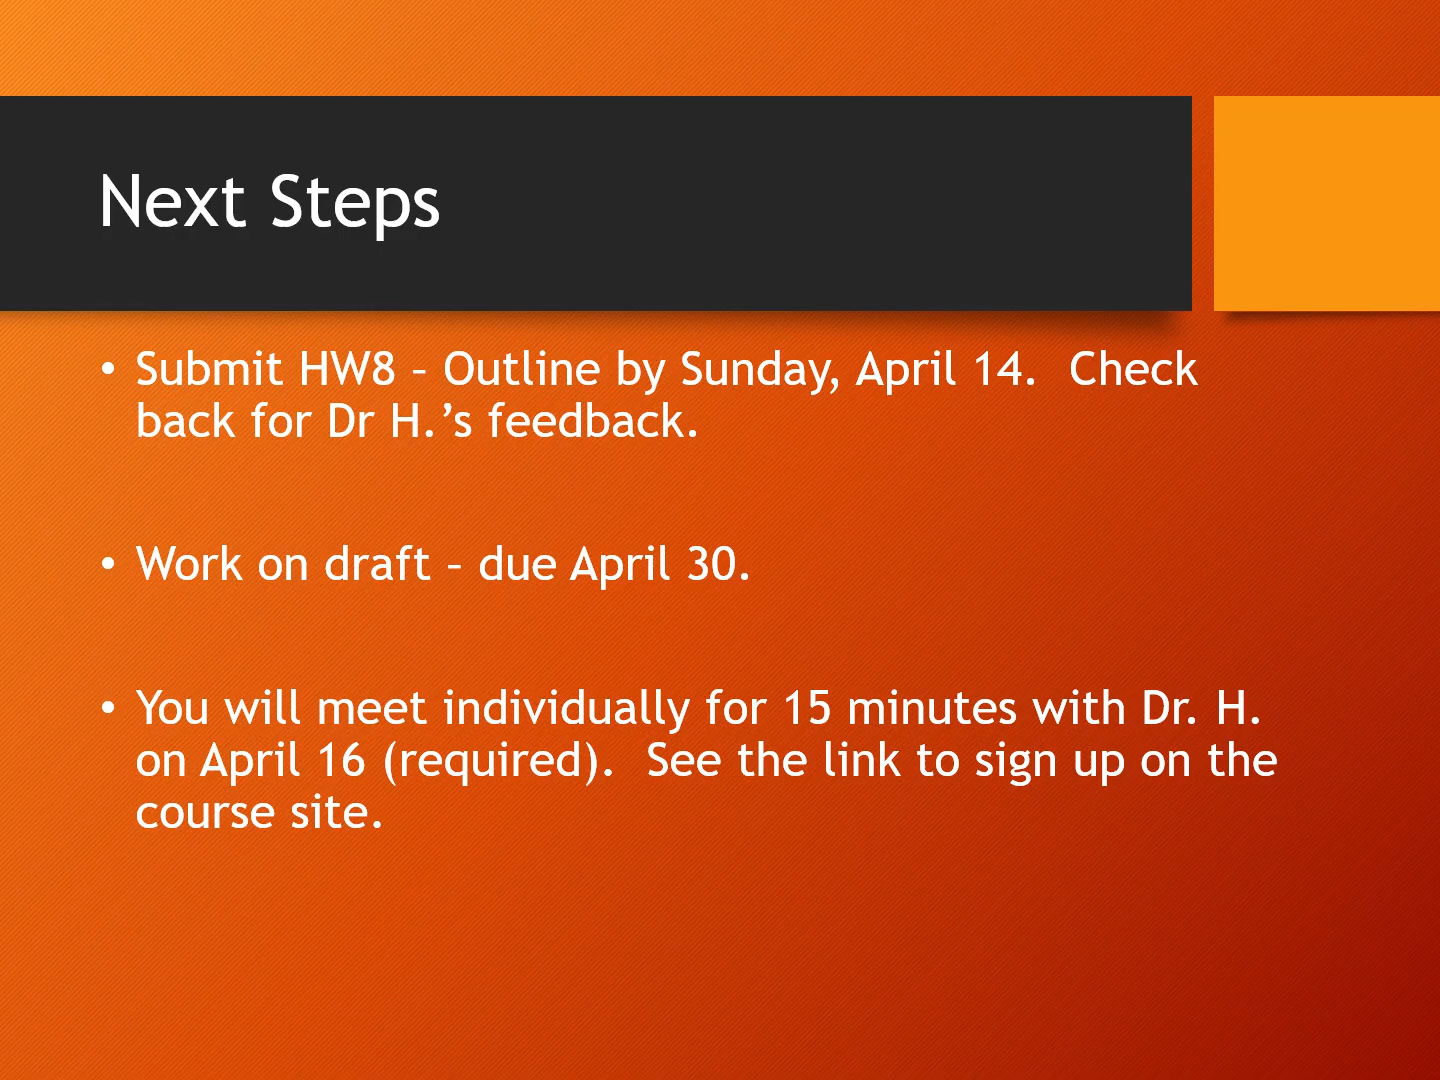 Next Steps
• Submit HW8 – Outline by Sunday, April 14.  Check
back for Dr H.’s feedback.
• Work on draft – due April 30.
• You will meet individually for 15 minutes with Dr. H.
on April 16 (required).  See the link to sign up on the
course site.